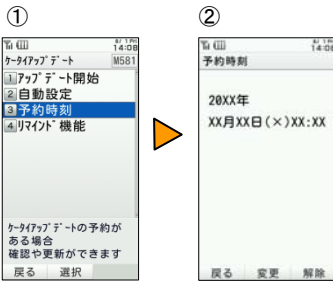 ①
14:08
ｹｰﾀｲｱｯﾌﾟﾃﾞｰﾄ M581
1ｱｯﾌﾟﾃﾞｰﾄ開始
2自動設定
3予約時刻
4ﾘﾏｲﾝﾄﾞ機能
ｹｰﾀｲｱｯﾌﾟﾃﾞｰﾄの予約が
ある場合
確認や更新ができます
戻る 選択
②
14:08
予約時刻
20XX年
XX月XX日(×)XX:XX
戻る 変更 解除